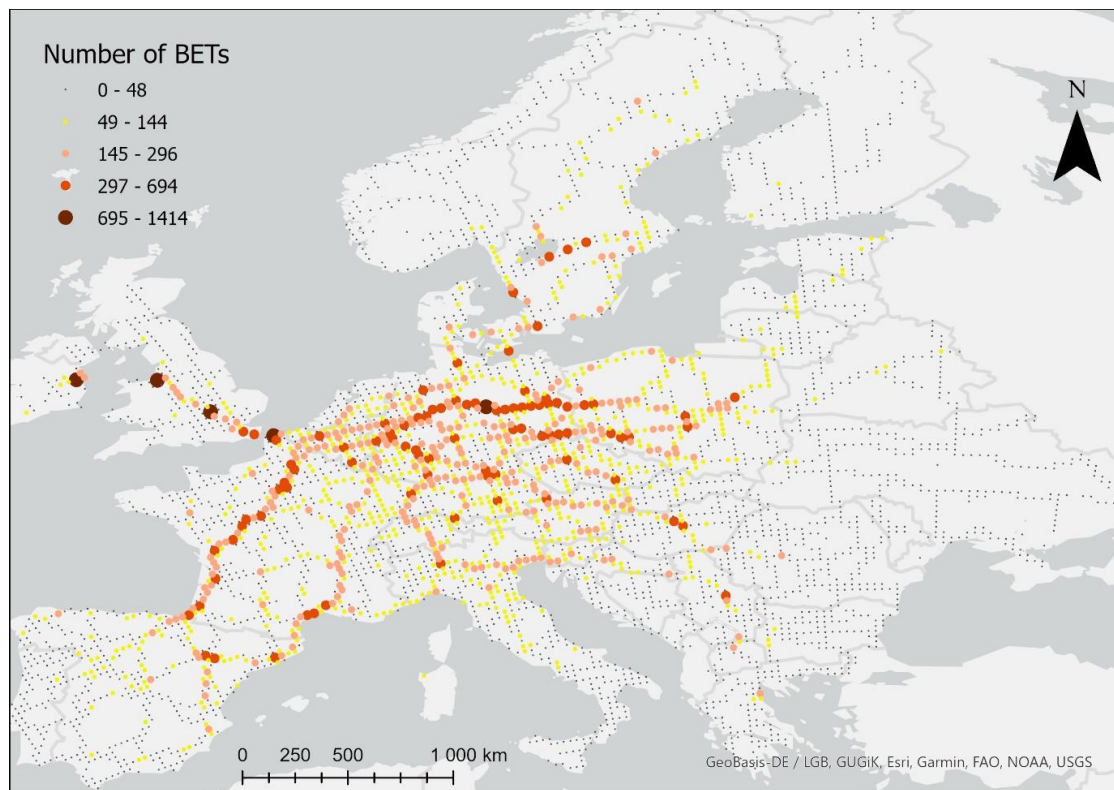 Number of BETs
0 - 48
49 - 144
145 - 296
297 - 694
695 - 1414
N
0 250 500 1 000 km
GeoBasis-DE / LGB, GUGiK, Esri, Garmin, FAO, NOAA, USGS